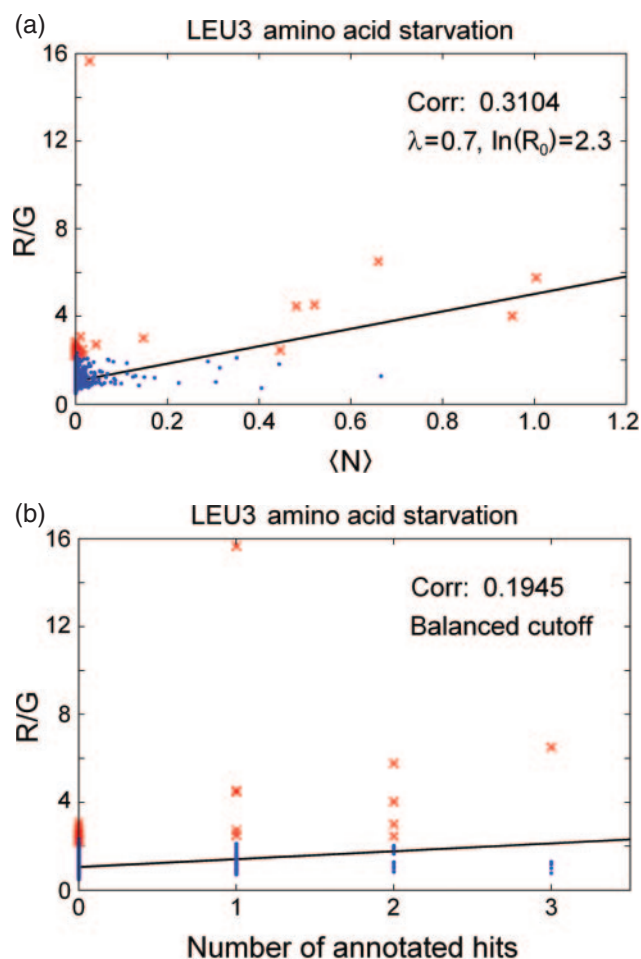 (a)
LEU3 amino acid starvation
16
12
8
4
0
R/G
Corr: 0.3104
λ=0.7, ln(R₀)=2.3
0 0.2 0.4 0.6 0.8 1.0 1.2
⟨N⟩
(b)
LEU3 amino acid starvation
16
12
8
4
0
R/G
Corr: 0.1945
Balanced cutoff
0 1 2 3
Number of annotated hits